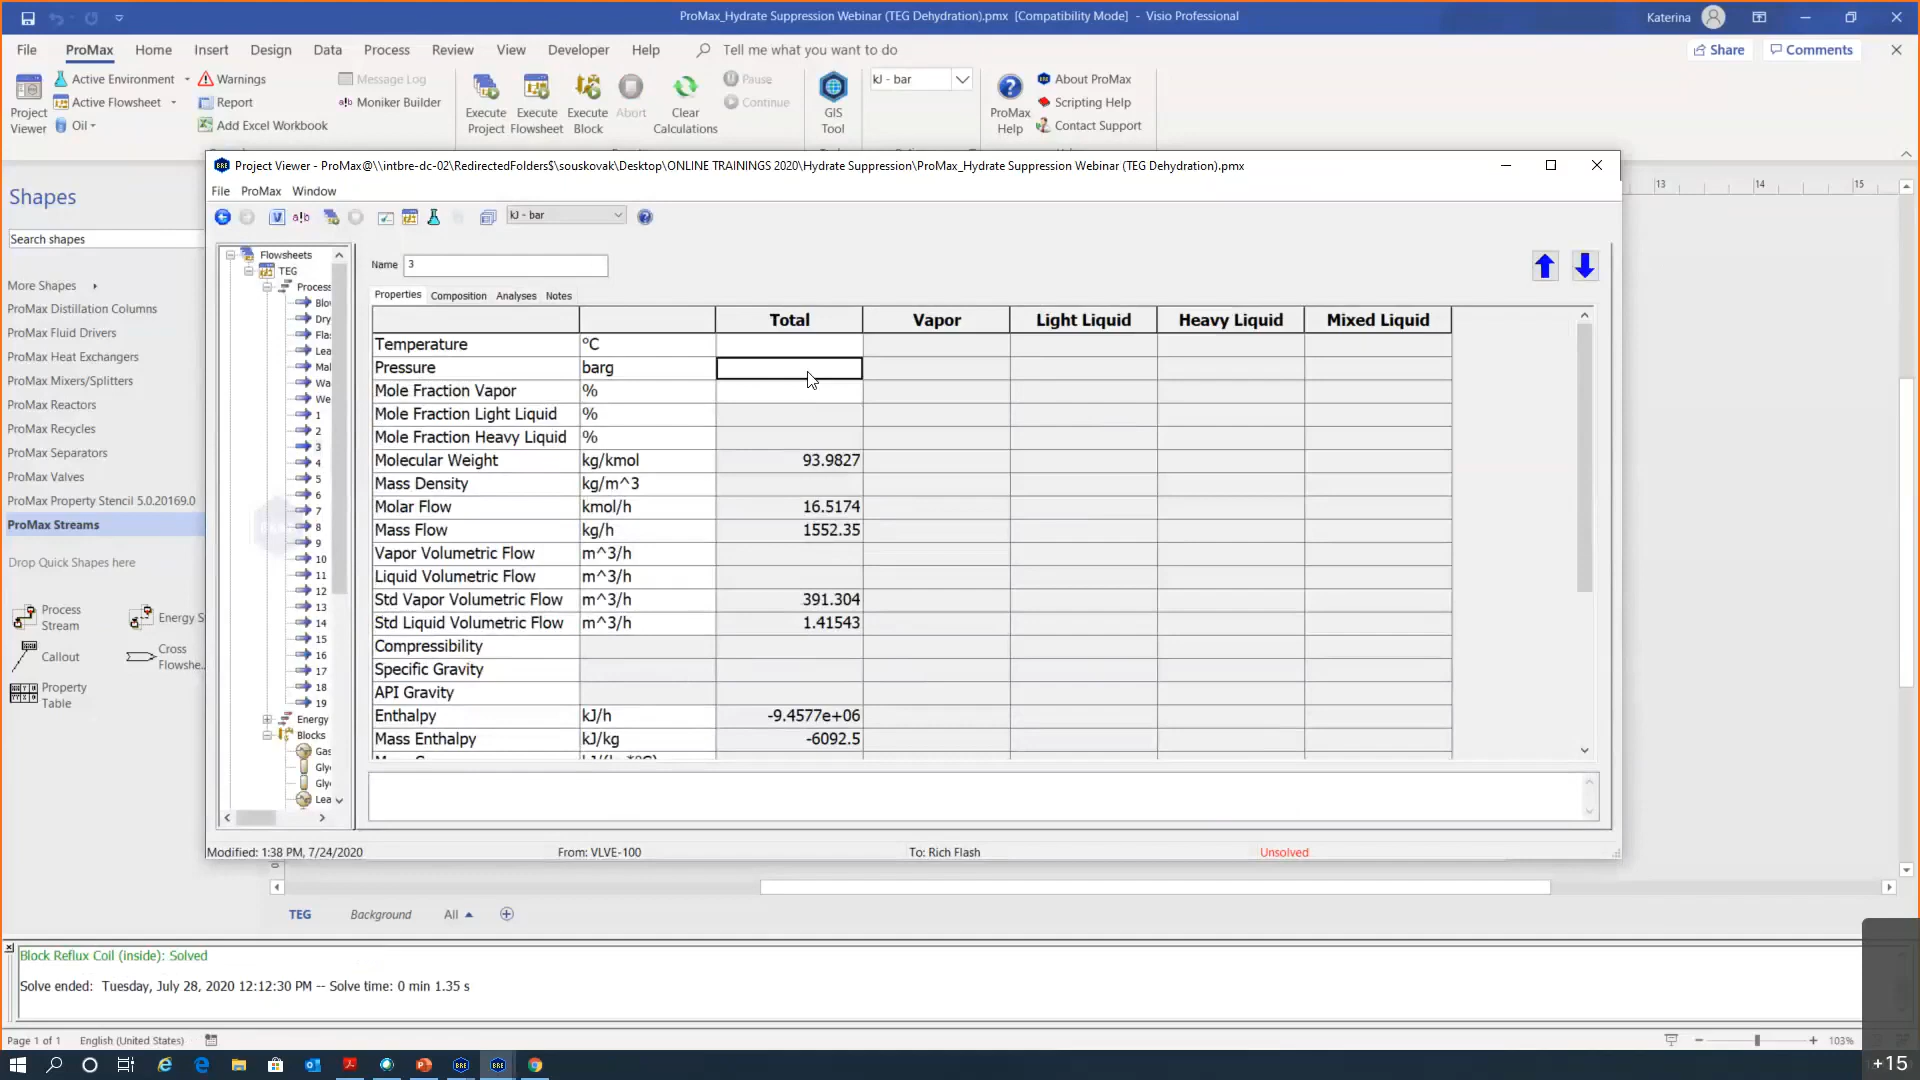 ProMax_Hydrate Suppression Webinar (TEG Dehydration).pmx [Compatibility Mode] - Visio Professional
Katerina
File ProMax Home Insert Design Data Process Review View Developer Help Tell me what you want to do
Share Comments
Project Viewer
Active Environment
Active Flowsheet
Oil
Warnings
Report
Add Excel Workbook
Message Log
a!b Moniker Builder
Execute Project
Execute Flowsheet
Execute Block
Abort
Clear Calculations
Pause
Continue
GIS Tool
kJ - bar
ProMax Help
About ProMax
Scripting Help
Contact Support
Project Viewer - ProMax@\\intbre-dc-02\RedirectedFolders$\souskovak\Desktop\ONLINE TRAININGS 2020\Hydrate Suppression\ProMax_Hydrate Suppression Webinar (TEG Dehydration).pmx
File ProMax Window
a!b
kJ - bar
13 14 15
Shapes
Search shapes
More Shapes
ProMax Distillation Columns
ProMax Fluid Drivers
ProMax Heat Exchangers
ProMax Mixers/Splitters
ProMax Reactors
ProMax Recycles
ProMax Separators
ProMax Valves
ProMax Property Stencil 5.0.20169.0
ProMax Streams
Drop Quick Shapes here
Process Stream
Energy S
Callout
Cross Flowshe...
Property Table
Flowsheets
TEG
Process
Blo
Dry
Flas
Lea
Mal
Wa
We
1
2
3
4
5
6
7
8
9
10
11
12
13
14
15
16
17
18
19
Energy
Blocks
Gas
Gly
Gly
Lea
Name 3
Properties Composition Analyses Notes
Total Vapor Light Liquid Heavy Liquid Mixed Liquid
Temperature °C
Pressure barg
Mole Fraction Vapor %
Mole Fraction Light Liquid %
Mole Fraction Heavy Liquid %
Molecular Weight kg/kmol 93.9827
Mass Density kg/m^3
Molar Flow kmol/h 16.5174
Mass Flow kg/h 1552.35
Vapor Volumetric Flow m^3/h
Liquid Volumetric Flow m^3/h
Std Vapor Volumetric Flow m^3/h 391.304
Std Liquid Volumetric Flow m^3/h 1.41543
Compressibility
Specific Gravity
API Gravity
Enthalpy kJ/h -9.4577e+06
Mass Enthalpy kJ/kg -6092.5
Modified: 1:38 PM, 7/24/2020 From: VLVE-100 To: Rich Flash Unsolved
TEG Background All
Block Reflux Coil (inside): Solved
Solve ended: Tuesday, July 28, 2020 12:12:30 PM -- Solve time: 0 min 1.35 s
Page 1 of 1 English (United States)
103%
+15